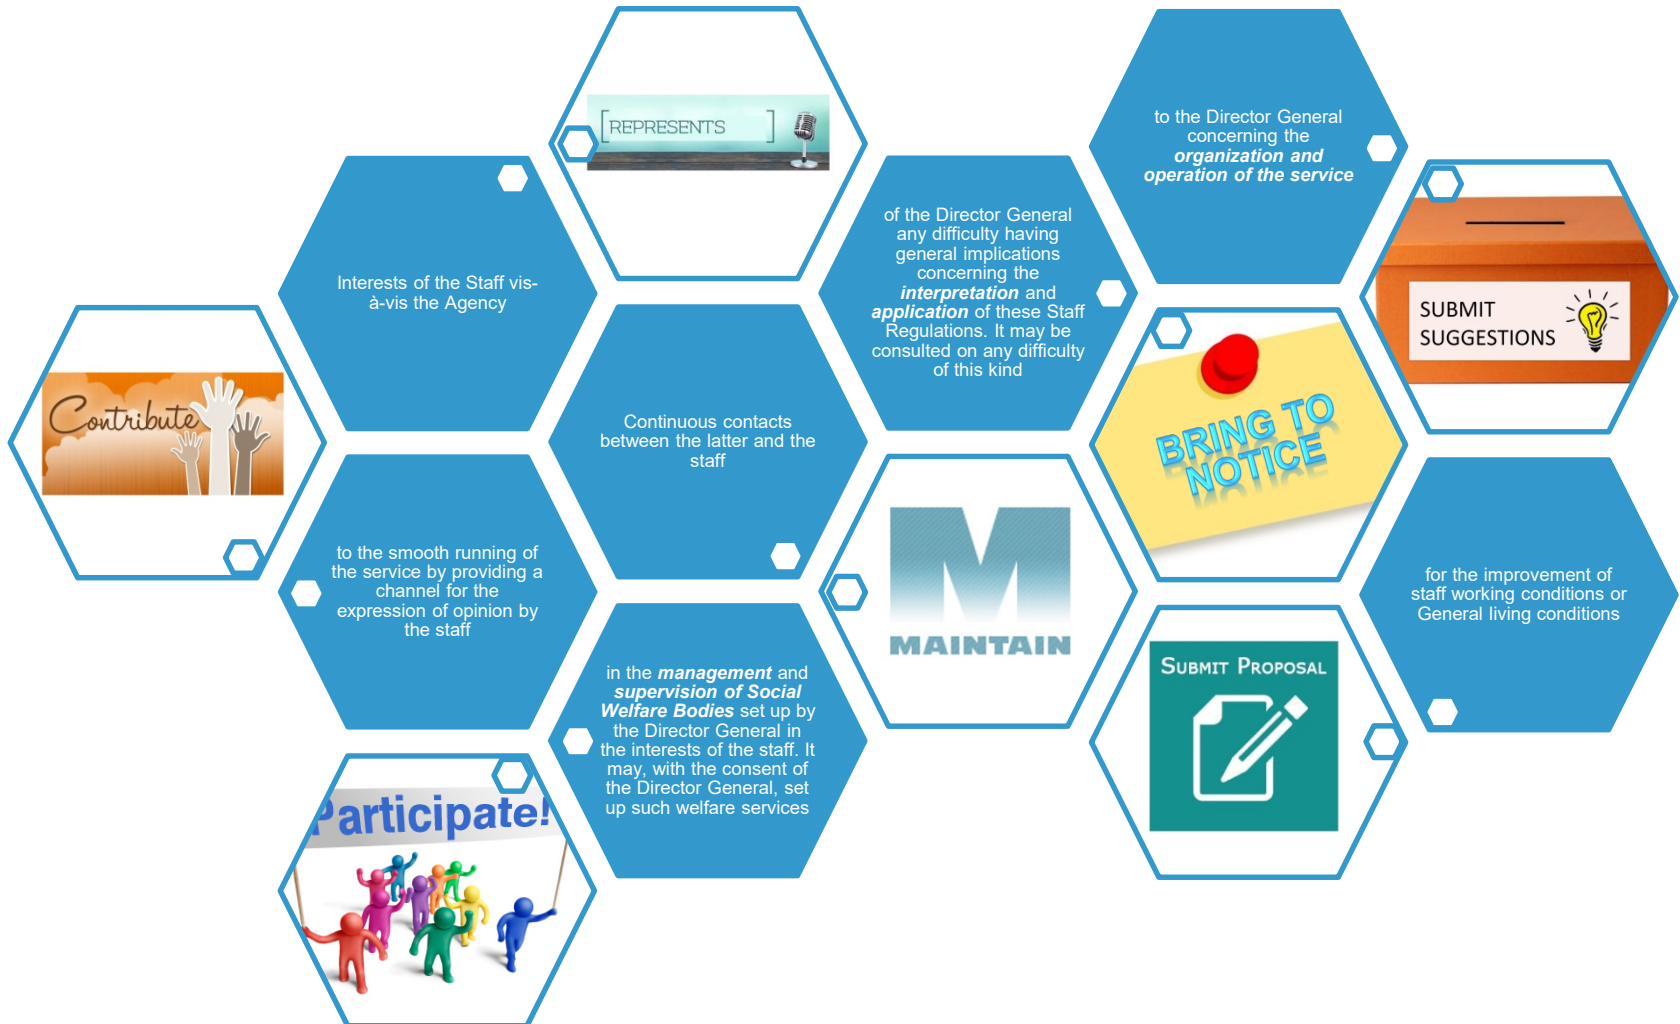 REPRESENTS
Interests of the Staff vis-
à-vis the Agency
Contribute
to the smooth running of
the service by providing a
channel for the
expression of opinion by
the staff
MAINTAIN
Continuous contacts
between the latter and the
staff
BRING TO
NOTICE
of the Director General
any difficulty having
general implications
concerning the
interpretation and
application of these Staff
Regulations. It may be
consulted on any difficulty
of this kind
SUBMIT
SUGGESTIONS
to the Director General
concerning the
organization and
operation of the service
SUBMIT PROPOSAL
for the improvement of
staff working conditions or
General living conditions
Participate!
in the management and
supervision of Social
Welfare Bodies set up by
the Director General in
the interests of the staff. It
may, with the consent of
the Director General, set
up such welfare services